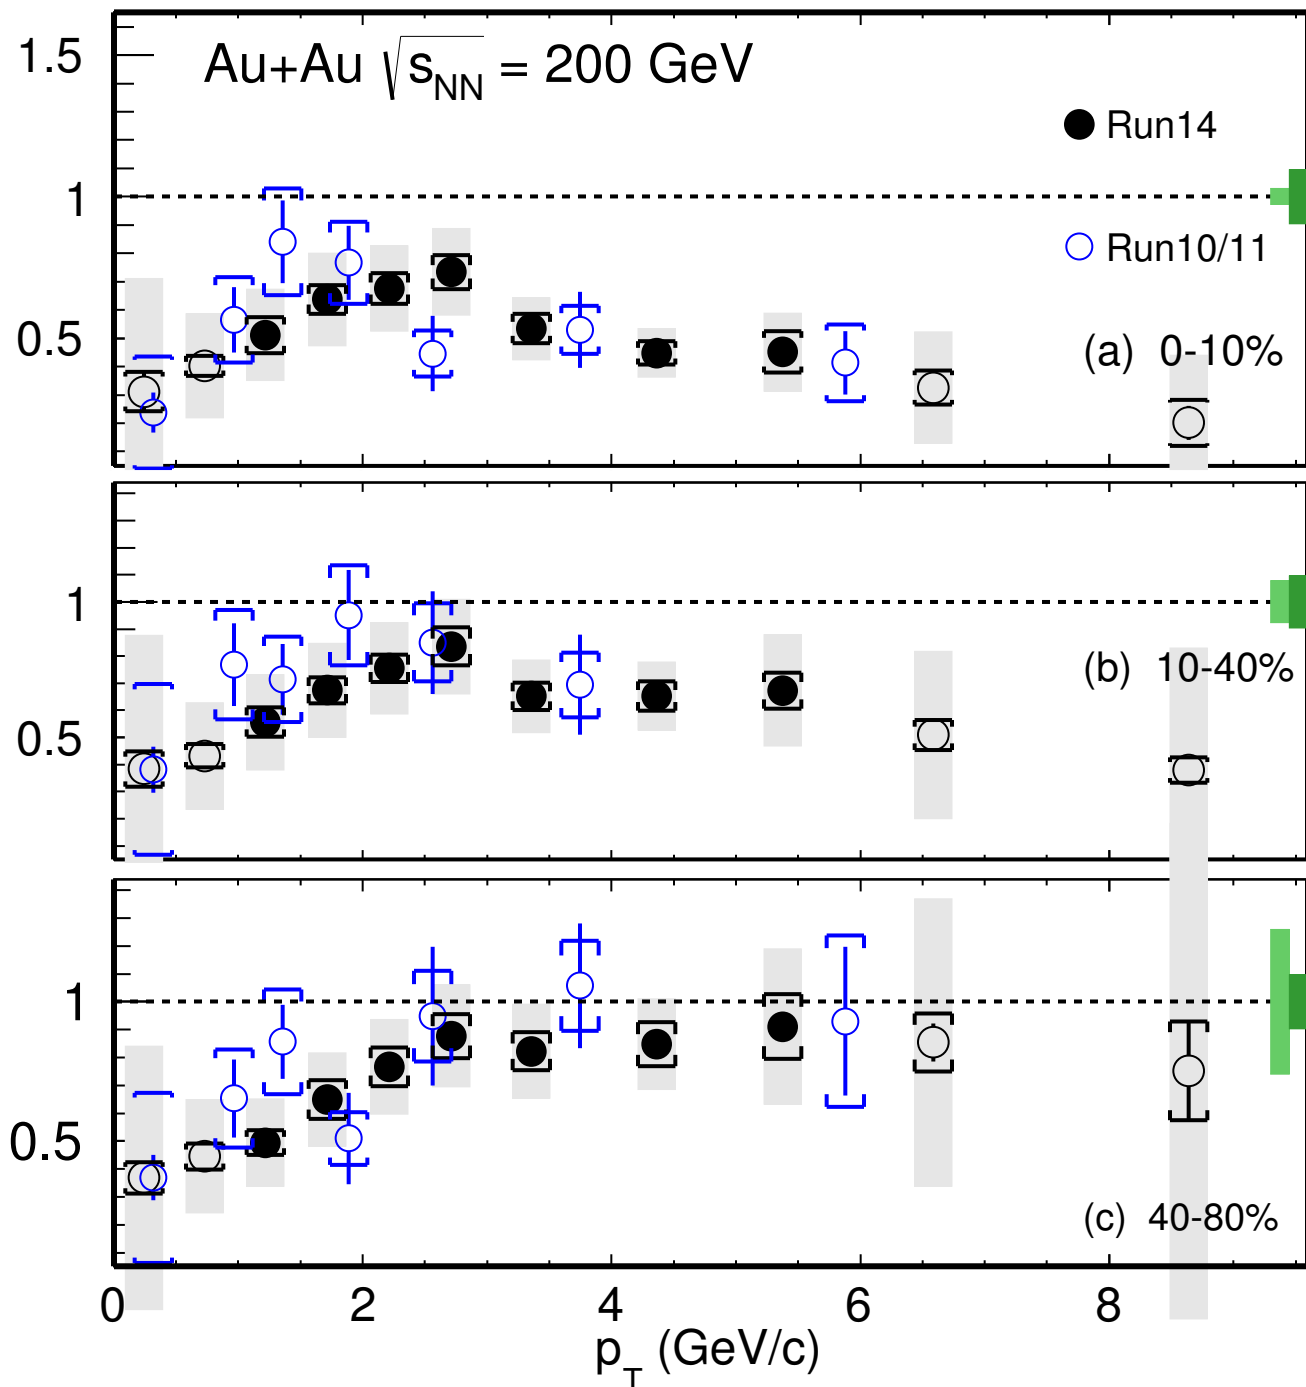 Au+Au √sNN = 200 GeV
1.5
Run14
1
Run10/11
0.5
(a) 0-10%
1
(b) 10-40%
0.5
1
0.5
(c) 40-80%
0 2 4 6 8
pT (GeV/c)